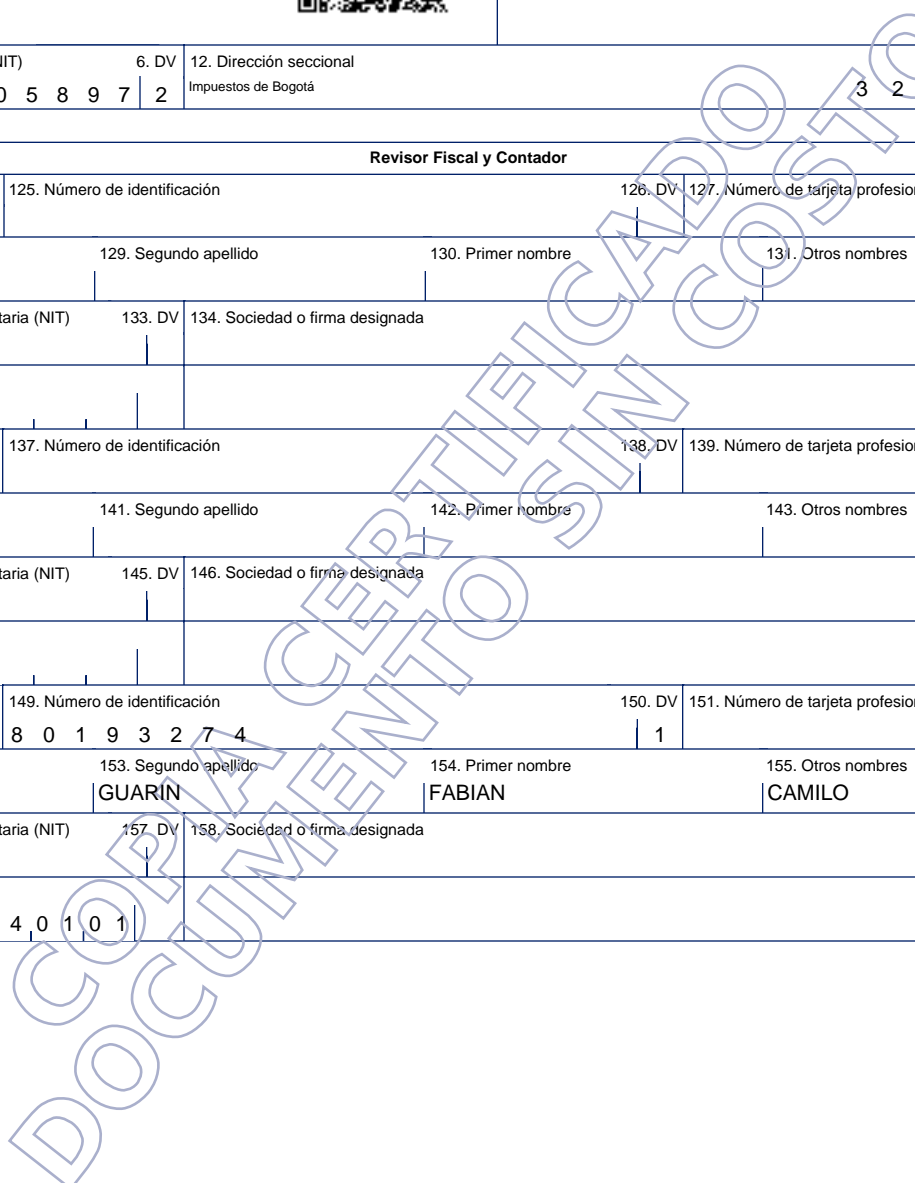 NIT) 6. DV 12. Dirección seccional
0 5 8 9 7 2 Impuestos de Bogotá 3 2
Revisor Fiscal y Contador
125. Número de identificación 126. DV 127. Número de tarjeta profesion
129. Segundo apellido 130. Primer nombre 131. Otros nombres
taria (NIT) 133. DV 134. Sociedad o firma designada
137. Número de identificación 138. DV 139. Número de tarjeta profesion
141. Segundo apellido 142. Primer nombre 143. Otros nombres
taria (NIT) 145. DV 146. Sociedad o firma designada
149. Número de identificación 150. DV 151. Número de tarjeta profesion
8 0 1 9 3 2 7 4 1
153. Segundo apellido 154. Primer nombre 155. Otros nombres
GUARIN FABIAN CAMILO
taria (NIT) 157. DV 158. Sociedad o firma designada
4 0 1 0 1
COPIA CERTIFICADO
DOCUMENTO SIN COSTO